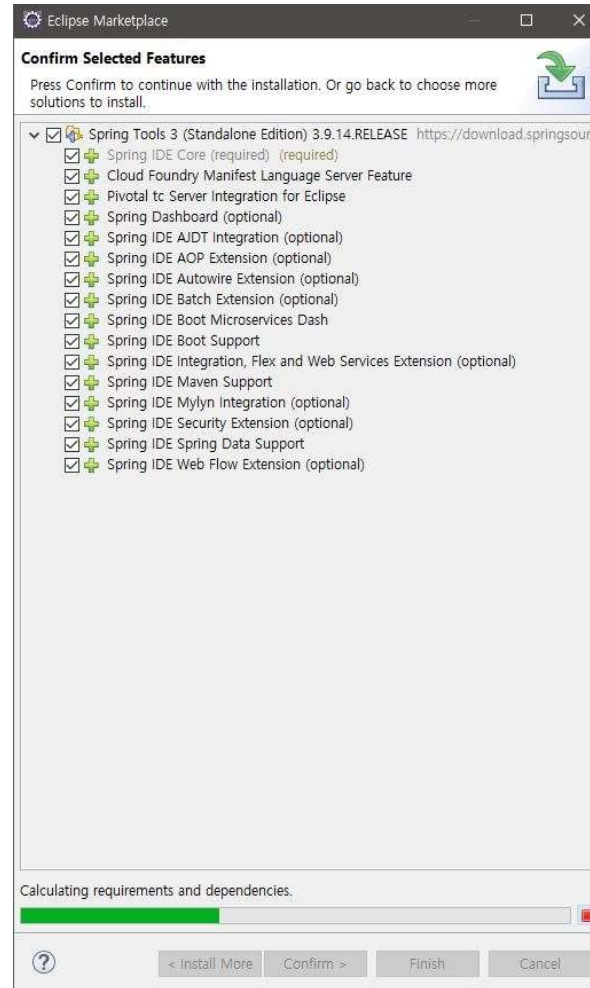 Eclipse Marketplace
Confirm Selected Features
Press Confirm to continue with the installation. Or go back to choose more
solutions to install.
Spring Tools 3 (Standalone Edition) 3.9.14.RELEASE https://download.springsour
Spring IDE Core (required) (required)
Cloud Foundry Manifest Language Server Feature
Pivotal tc Server Integration for Eclipse
Spring Dashboard (optional)
Spring IDE AJDT Integration (optional)
Spring IDE AOP Extension (optional)
Spring IDE Autowire Extension (optional)
Spring IDE Batch Extension (optional)
Spring IDE Boot Microservices Dash
Spring IDE Boot Support
Spring IDE Integration, Flex and Web Services Extension (optional)
Spring IDE Maven Support
Spring IDE Mylyn Integration (optional)
Spring IDE Security Extension (optional)
Spring IDE Spring Data Support
Spring IDE Web Flow Extension (optional)
Calculating requirements and dependencies.
? < Install More Confirm > Finish Cancel